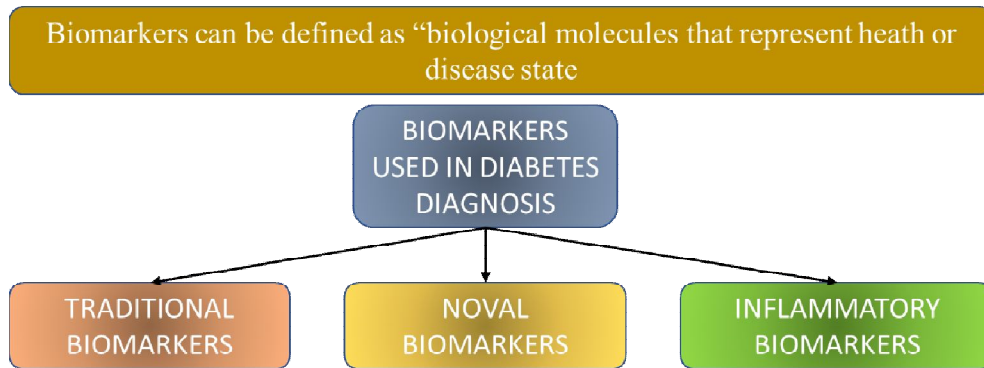 Biomarkers can be defined as “biological molecules that represent heath or
disease state
BIOMARKERS
USED IN DIABETES
DIAGNOSIS
TRADITIONAL
BIOMARKERS
NOVAL
BIOMARKERS
INFLAMMATORY
BIOMARKERS